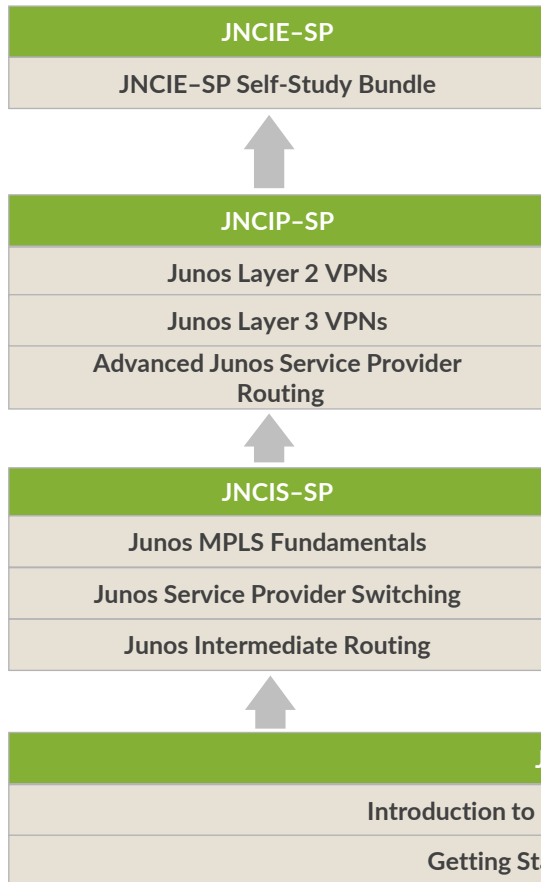 JNCIE–SP
JNCIE–SP Self-Study Bundle
JNCIP–SP
Junos Layer 2 VPNs
Junos Layer 3 VPNs
Advanced Junos Service Provider
Routing
JNCIS–SP
Junos MPLS Fundamentals
Junos Service Provider Switching
Junos Intermediate Routing
Introduction to
Getting